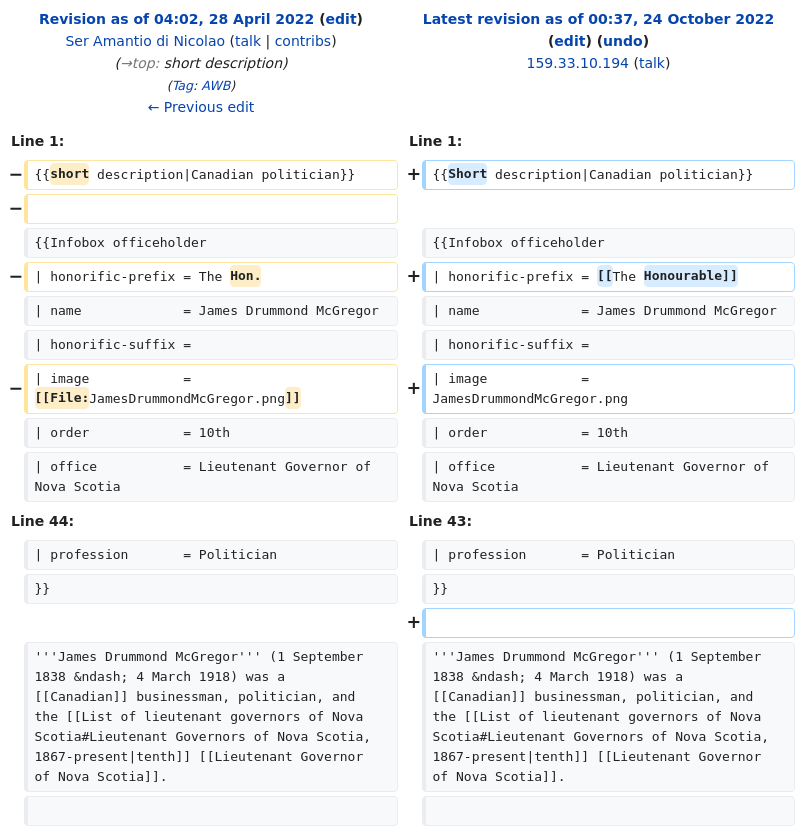 Revision as of 04:02, 28 April 2022 (edit)
Ser Amantio di Nicolao (talk | contribs)
(→top: short description)
(Tag: AWB)
← Previous edit
Latest revision as of 00:37, 24 October 2022
(edit) (undo)
159.33.10.194 (talk)
Line 1:
Line 1:
− {{short description|Canadian politician}}
+ {{Short description|Canadian politician}}
−
{{Infobox officeholder
{{Infobox officeholder
− | honorific-prefix = The Hon.
+ | honorific-prefix = [[The Honourable]]
| name            = James Drummond McGregor
| name            = James Drummond McGregor
| honorific-suffix =
| honorific-suffix =
− | image            =
[[File:JamesDrummondMcGregor.png]]
+ | image            =
JamesDrummondMcGregor.png
| order            = 10th
| order            = 10th
| office           = Lieutenant Governor of
Nova Scotia
| office           = Lieutenant Governor of
Nova Scotia
Line 44:
Line 43:
| profession       = Politician
| profession       = Politician
}}
}}
+
'''James Drummond McGregor''' (1 September
1838 &ndash; 4 March 1918) was a
[[Canadian]] businessman, politician, and
the [[List of lieutenant governors of Nova
Scotia#Lieutenant Governors of Nova Scotia,
1867-present|tenth]] [[Lieutenant Governor
of Nova Scotia]].
'''James Drummond McGregor''' (1 September
1838 &ndash; 4 March 1918) was a
[[Canadian]] businessman, politician, and
the [[List of lieutenant governors of Nova
Scotia#Lieutenant Governors of Nova Scotia,
1867-present|tenth]] [[Lieutenant Governor
of Nova Scotia]].